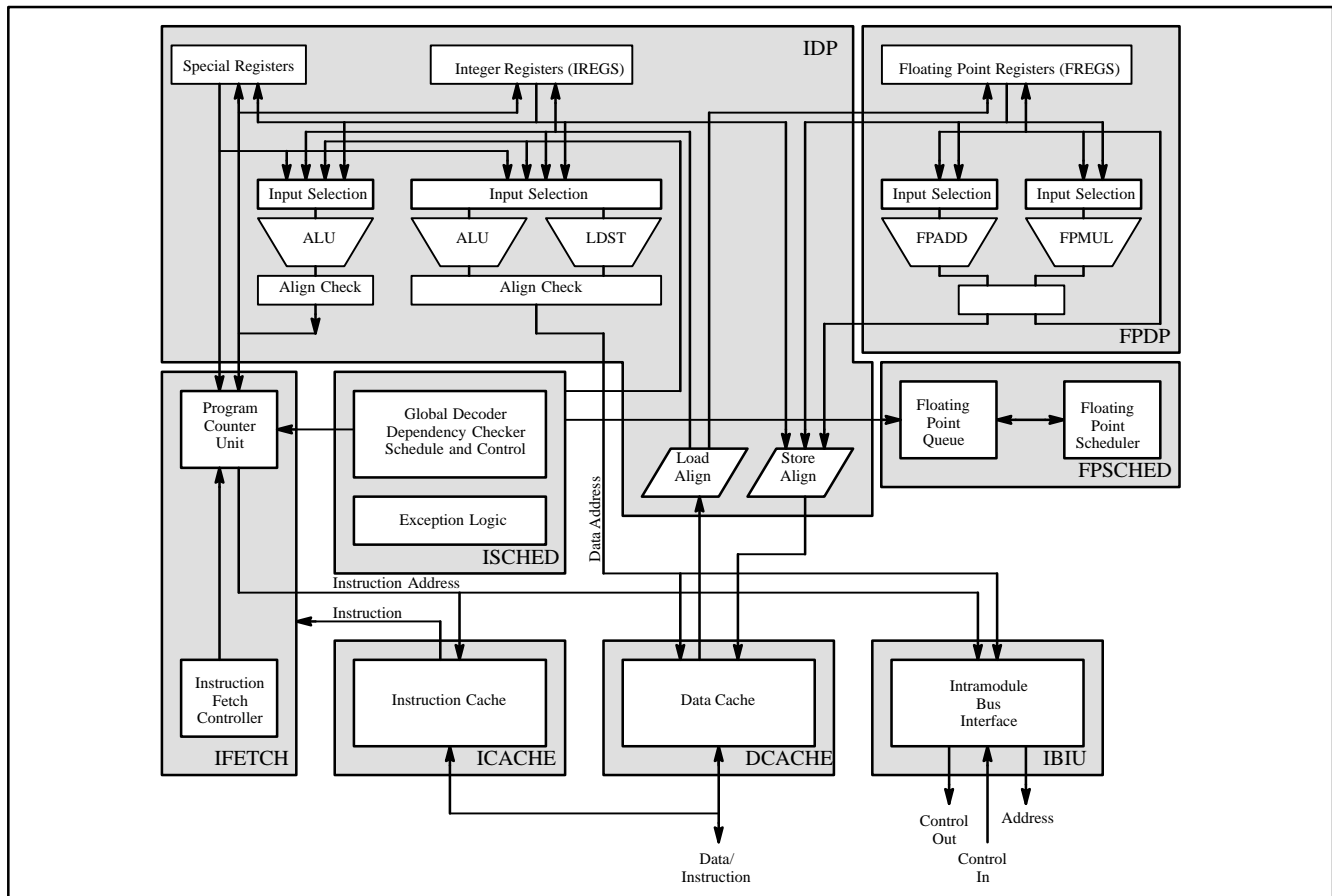 IDP
Special Registers
Integer Registers (IREGS)
Floating Point Registers (FREGS)
Input Selection
Input Selection
Input Selection
Input Selection
ALU
ALU
LDST
FPADD
FPMUL
Align Check
Align Check
FPDP
Program
Counter
Unit
Global Decoder
Dependency Checker
Schedule and Control
Floating
Point
Queue
Floating
Point
Scheduler
FPSCHED
Load
Align
Store
Align
Exception Logic
ISCHED
Data Address
Instruction Address
Instruction
Instruction
Fetch
Controller
IFETCH
Instruction Cache
ICACHE
Data Cache
DCACHE
Intramodule
Bus
Interface
IBIU
Control
Out
Address
Control
In
Data/
Instruction